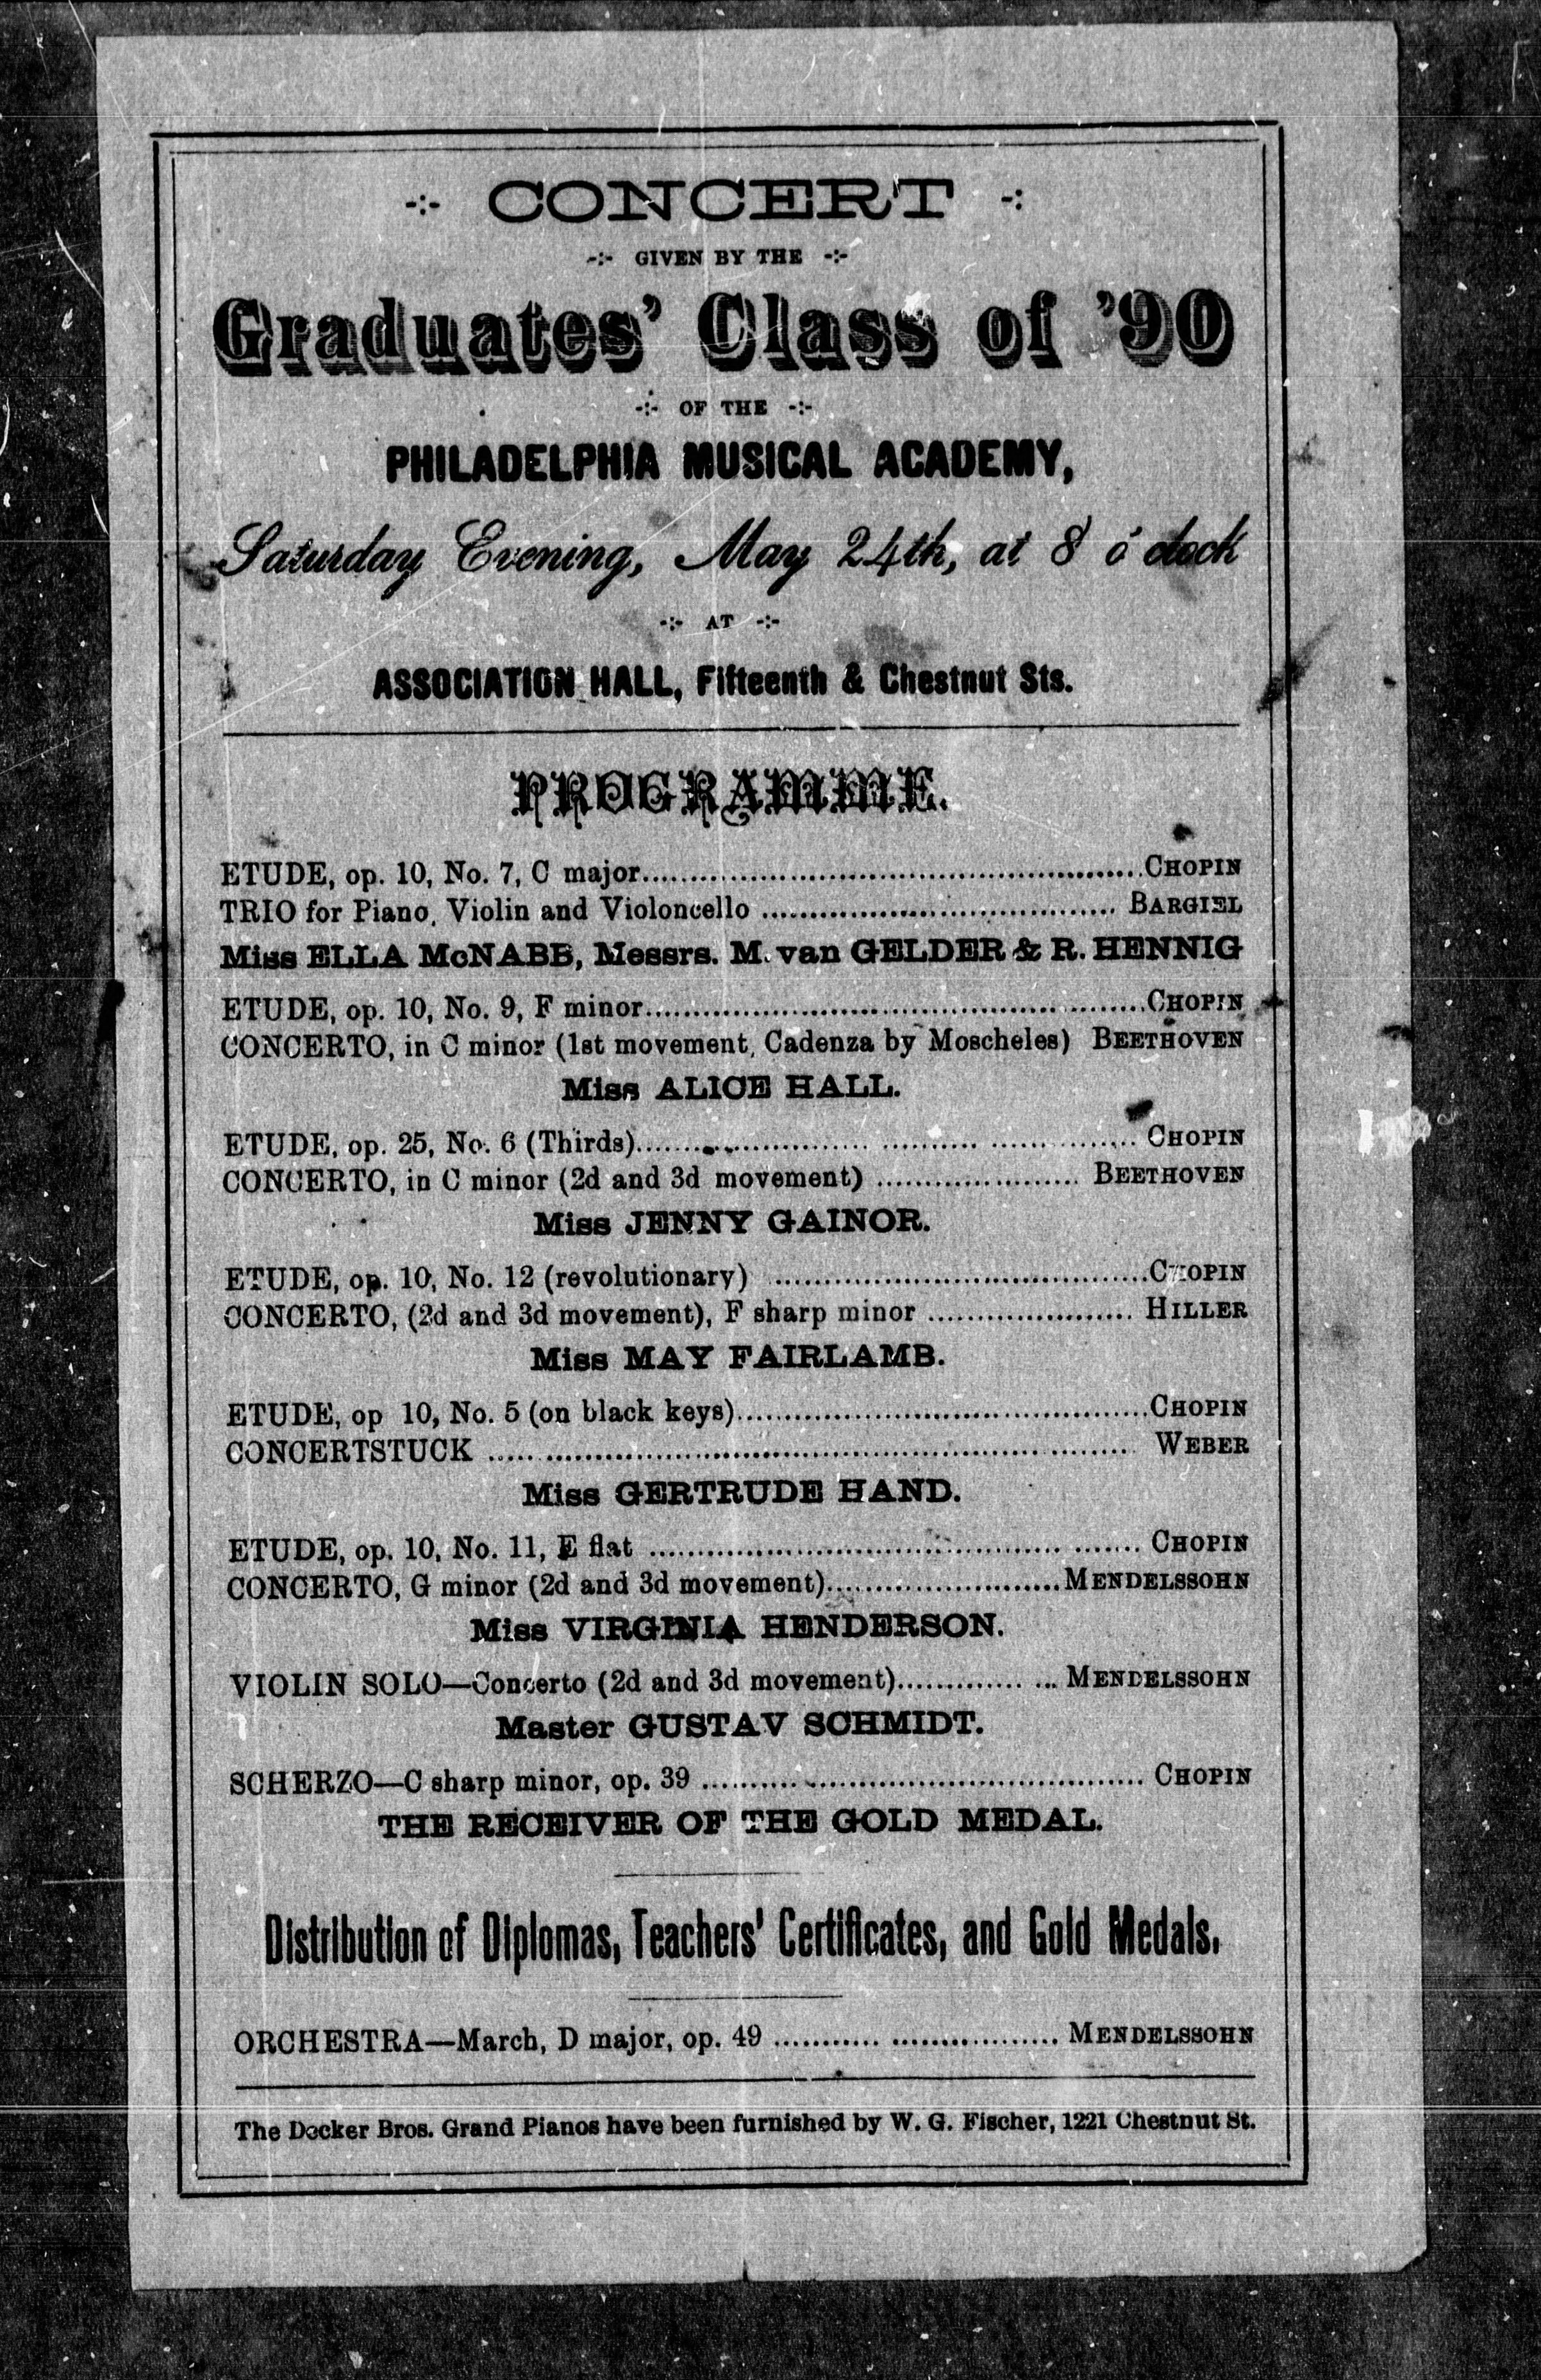 CONCERT
GIVEN BY THE
Graduates' Class of '90
OF THE
PHILADELPHIA MUSICAL ACADEMY,
Saturday Evening, May 24th, at 8 o'clock
AT
ASSOCIATION HALL, Fifteenth & Chestnut Sts.
PROGRAMME.
ETUDE, op. 10, No. 7, C major........CHOPIN
TRIO for Piano, Violin and Violoncello ........ BARGIEL
Miss ELLA McNABB, Messrs. M. van GELDER & R. HENNIG
ETUDE, op. 10, No. 9, F minor........CHOPIN
CONCERTO, in C minor (1st movement, Cadenza by Moscheles) BEETHOVEN
Miss ALICE HALL.
ETUDE, op. 25, No. 6 (Thirds)........ CHOPIN
CONCERTO, in C minor (2d and 3d movement) ........ BEETHOVEN
Miss JENNY GAINOR.
ETUDE, op. 10, No. 12 (revolutionary) ........CHOPIN
CONCERTO, (2d and 3d movement), F sharp minor ........ HILLER
Miss MAY FAIRLAMB.
ETUDE, op 10, No. 5 (on black keys)........CHOPIN
CONCERTSTUCK ........ WEBER
Miss GERTRUDE HAND.
ETUDE, op. 10, No. 11, E flat ........ CHOPIN
CONCERTO, G minor (2d and 3d movement)........MENDELSSOHN
Miss VIRGINIA HENDERSON.
VIOLIN SOLO—Concerto (2d and 3d movement)........ MENDELSSOHN
Master GUSTAV SCHMIDT.
SCHERZO—C sharp minor, op. 39 ........ CHOPIN
THE RECEIVER OF THE GOLD MEDAL.
Distribution of Diplomas, Teachers' Certificates, and Gold Medals.
ORCHESTRA—March, D major, op. 49 ........ MENDELSSOHN
The Decker Bros. Grand Pianos have been furnished by W. G. Fischer, 1221 Chestnut St.